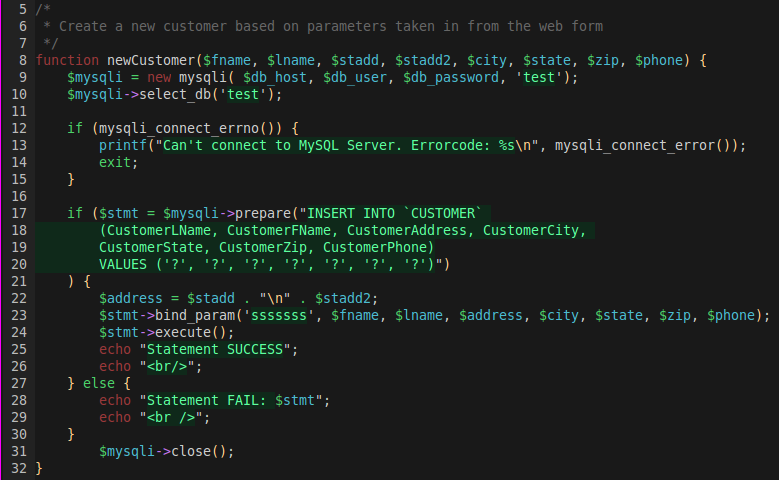 5 /*
6  * Create a new customer based on parameters taken in from the web form
7  */
8 function newCustomer($fname, $lname, $stadd, $stadd2, $city, $state, $zip, $phone) {
9     $mysqli = new mysqli( $db_host, $db_user, $db_password, 'test');
10     $mysqli->select_db('test');
11
12     if (mysqli_connect_errno()) {
13         printf("Can't connect to MySQL Server. Errorcode: %s\n", mysqli_connect_error());
14         exit;
15     }
16
17     if ($stmt = $mysqli->prepare("INSERT INTO `CUSTOMER`
18         (CustomerLName, CustomerFName, CustomerAddress, CustomerCity,
19         CustomerState, CustomerZip, CustomerPhone)
20         VALUES ('?', '?', '?', '?', '?', '?', '?')")
21     ) {
22         $address = $stadd . "\n" . $stadd2;
23         $stmt->bind_param('sssssss', $fname, $lname, $address, $city, $state, $zip, $phone);
24         $stmt->execute();
25         echo "Statement SUCCESS";
26         echo "<br/>";
27     } else {
28         echo "Statement FAIL: $stmt";
29         echo "<br />";
30     }
31         $mysqli->close();
32 }